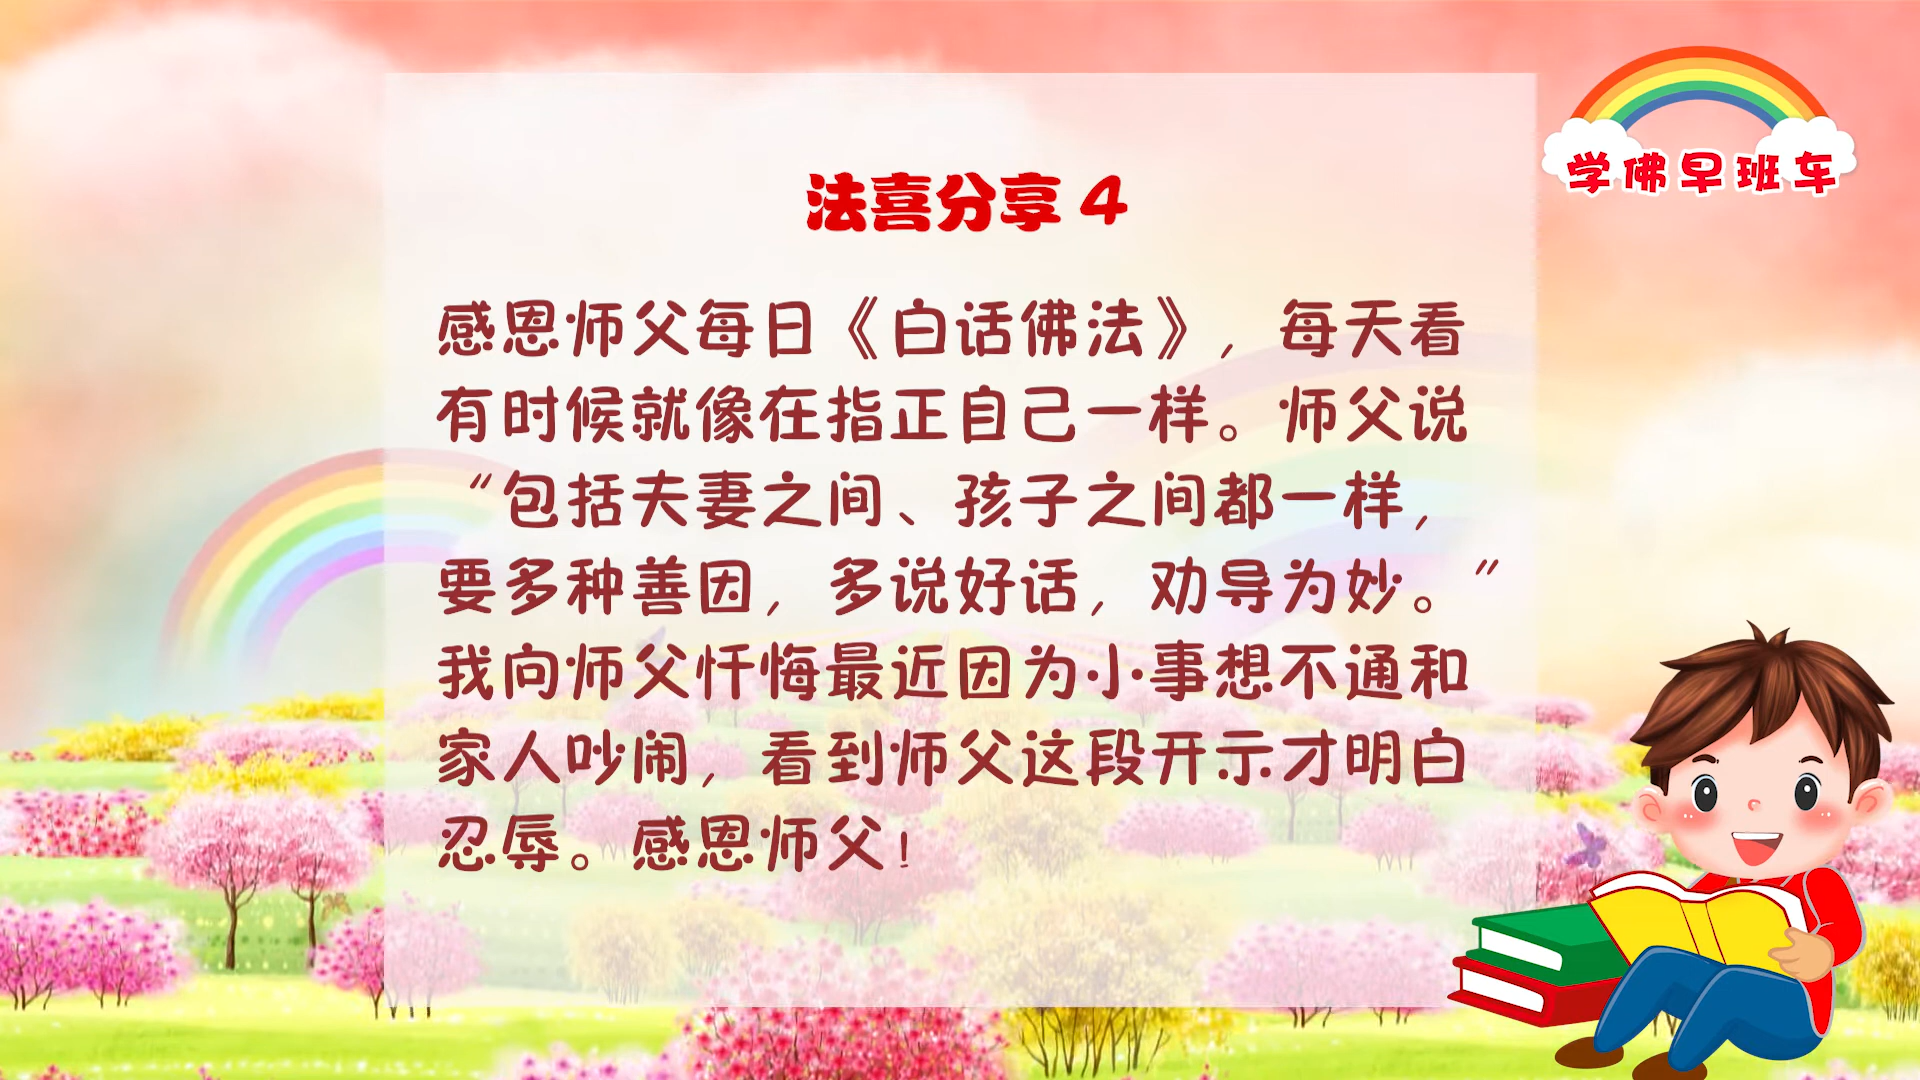 学佛早班车
法喜分享 4
感恩师父每日《白话佛法》，每天看
有时候就像在指正自己一样。师父说
“包括夫妻之间、孩子之间都一样，
要多种善因，多说好话，劝导为妙。”
我向师父忏悔最近因为小事想不通和
家人吵闹，看到师父这段开示才明白
忍辱。感恩师父！